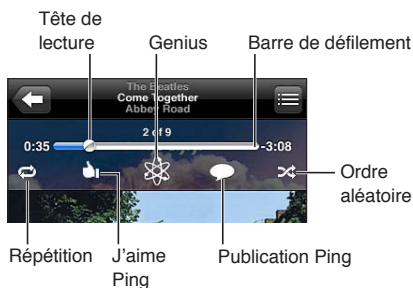 Tête de
lecture
Genius
Barre de défilement
The Beatles
Come Together
Abbey Road
2 of 9
0:35
-3:08
Ordre
aléatoire
Répétition
J'aime
Ping
Publication Ping